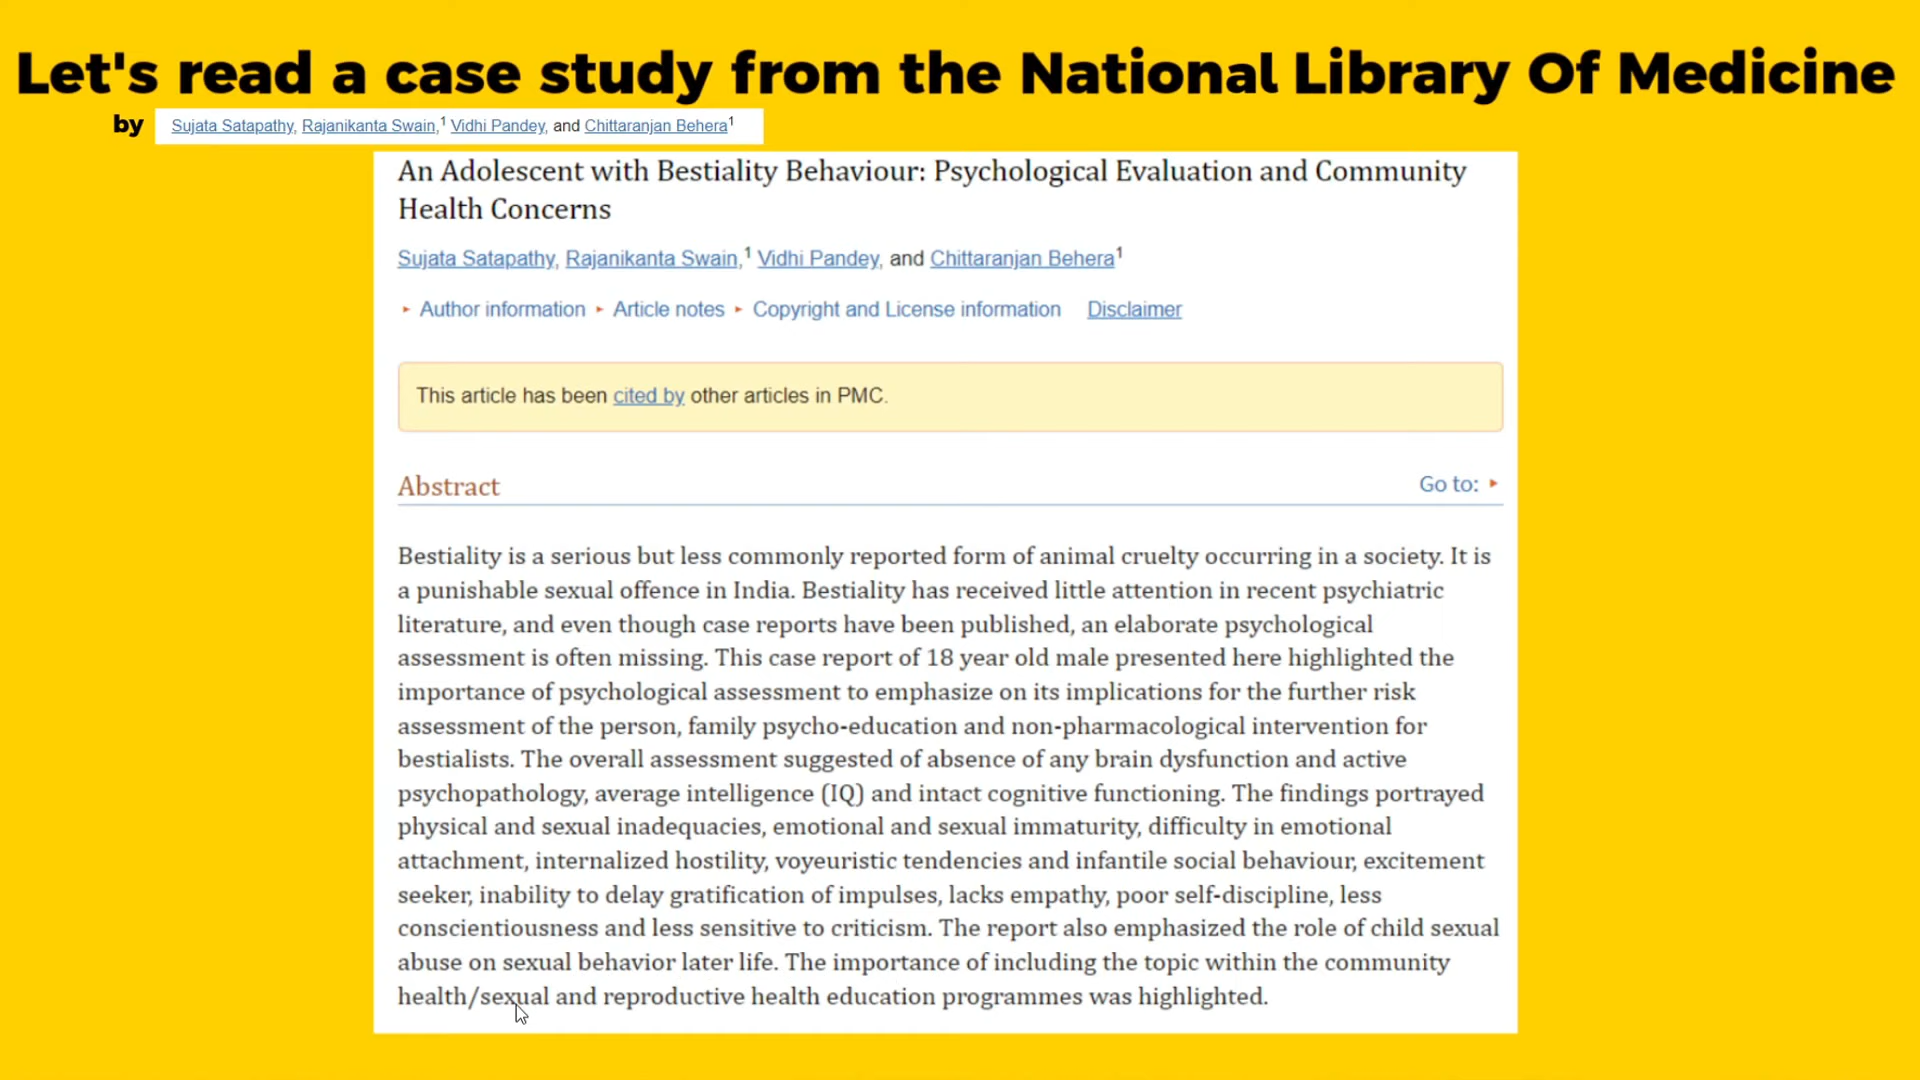 Let's read a case study from the National Library Of Medicine
by Sujata Satapathy, Rajanikanta Swain,1 Vidhi Pandey, and Chittaranjan Behera1
An Adolescent with Bestiality Behaviour: Psychological Evaluation and Community
Health Concerns
Sujata Satapathy, Rajanikanta Swain,1 Vidhi Pandey, and Chittaranjan Behera1
▸ Author information ▸ Article notes ▸ Copyright and License information Disclaimer
This article has been cited by other articles in PMC.
Abstract Go to: ▸
Bestiality is a serious but less commonly reported form of animal cruelty occurring in a society. It is
a punishable sexual offence in India. Bestiality has received little attention in recent psychiatric
literature, and even though case reports have been published, an elaborate psychological
assessment is often missing. This case report of 18 year old male presented here highlighted the
importance of psychological assessment to emphasize on its implications for the further risk
assessment of the person, family psycho-education and non-pharmacological intervention for
bestialists. The overall assessment suggested of absence of any brain dysfunction and active
psychopathology, average intelligence (IQ) and intact cognitive functioning. The findings portrayed
physical and sexual inadequacies, emotional and sexual immaturity, difficulty in emotional
attachment, internalized hostility, voyeuristic tendencies and infantile social behaviour, excitement
seeker, inability to delay gratification of impulses, lacks empathy, poor self-discipline, less
conscientiousness and less sensitive to criticism. The report also emphasized the role of child sexual
abuse on sexual behavior later life. The importance of including the topic within the community
health/sexual and reproductive health education programmes was highlighted.